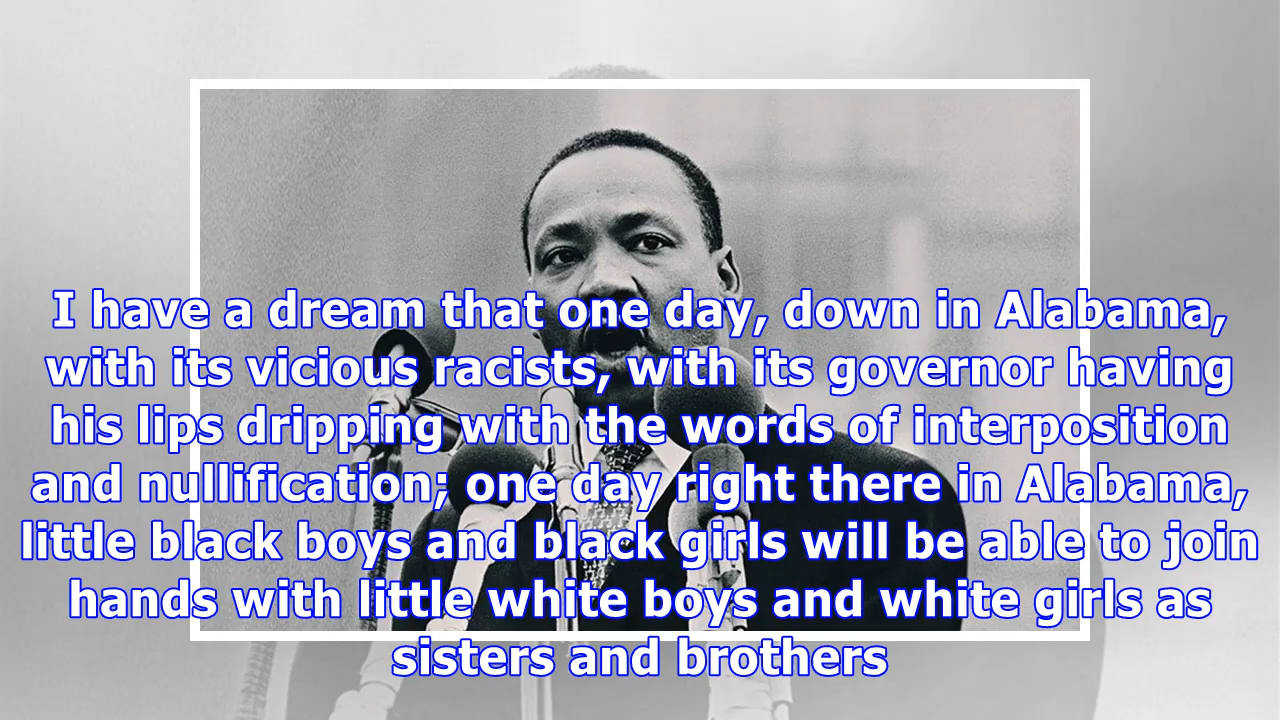 I have a dream that one day, down in Alabama,
with its vicious racists, with its governor having
his lips dripping with the words of interposition
and nullification; one day right there in Alabama,
little black boys and black girls will be able to join
hands with little white boys and white girls as
sisters and brothers